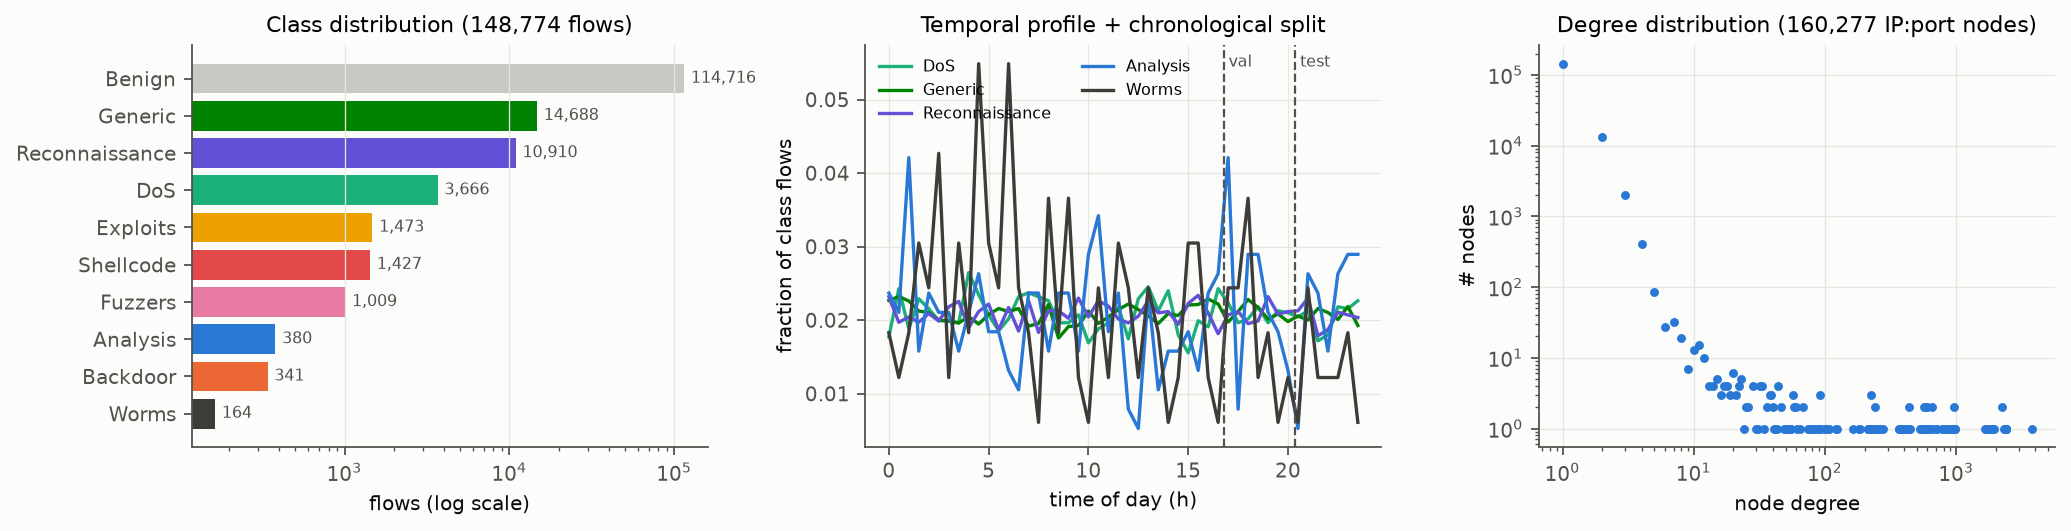 Class distribution (148,774 flows)
Benign
Generic
Reconnaissance
DoS
Exploits
Shellcode
Fuzzers
Analysis
Backdoor
Worms
114,716
14,688
10,910
3,666
1,473
1,427
1,009
380
341
164
10³
10⁴
10⁵
flows (log scale)
Temporal profile + chronological split
fraction of class flows
0.05
0.04
0.03
0.02
0.01
DoS
Generic
Reconnaissance
Analysis
Worms
val
test
0
5
10
15
20
time of day (h)
Degree distribution (160,277 IP:port nodes)
# nodes
10⁵
10⁴
10³
10²
10¹
10⁰
10⁰
10¹
10²
10³
node degree